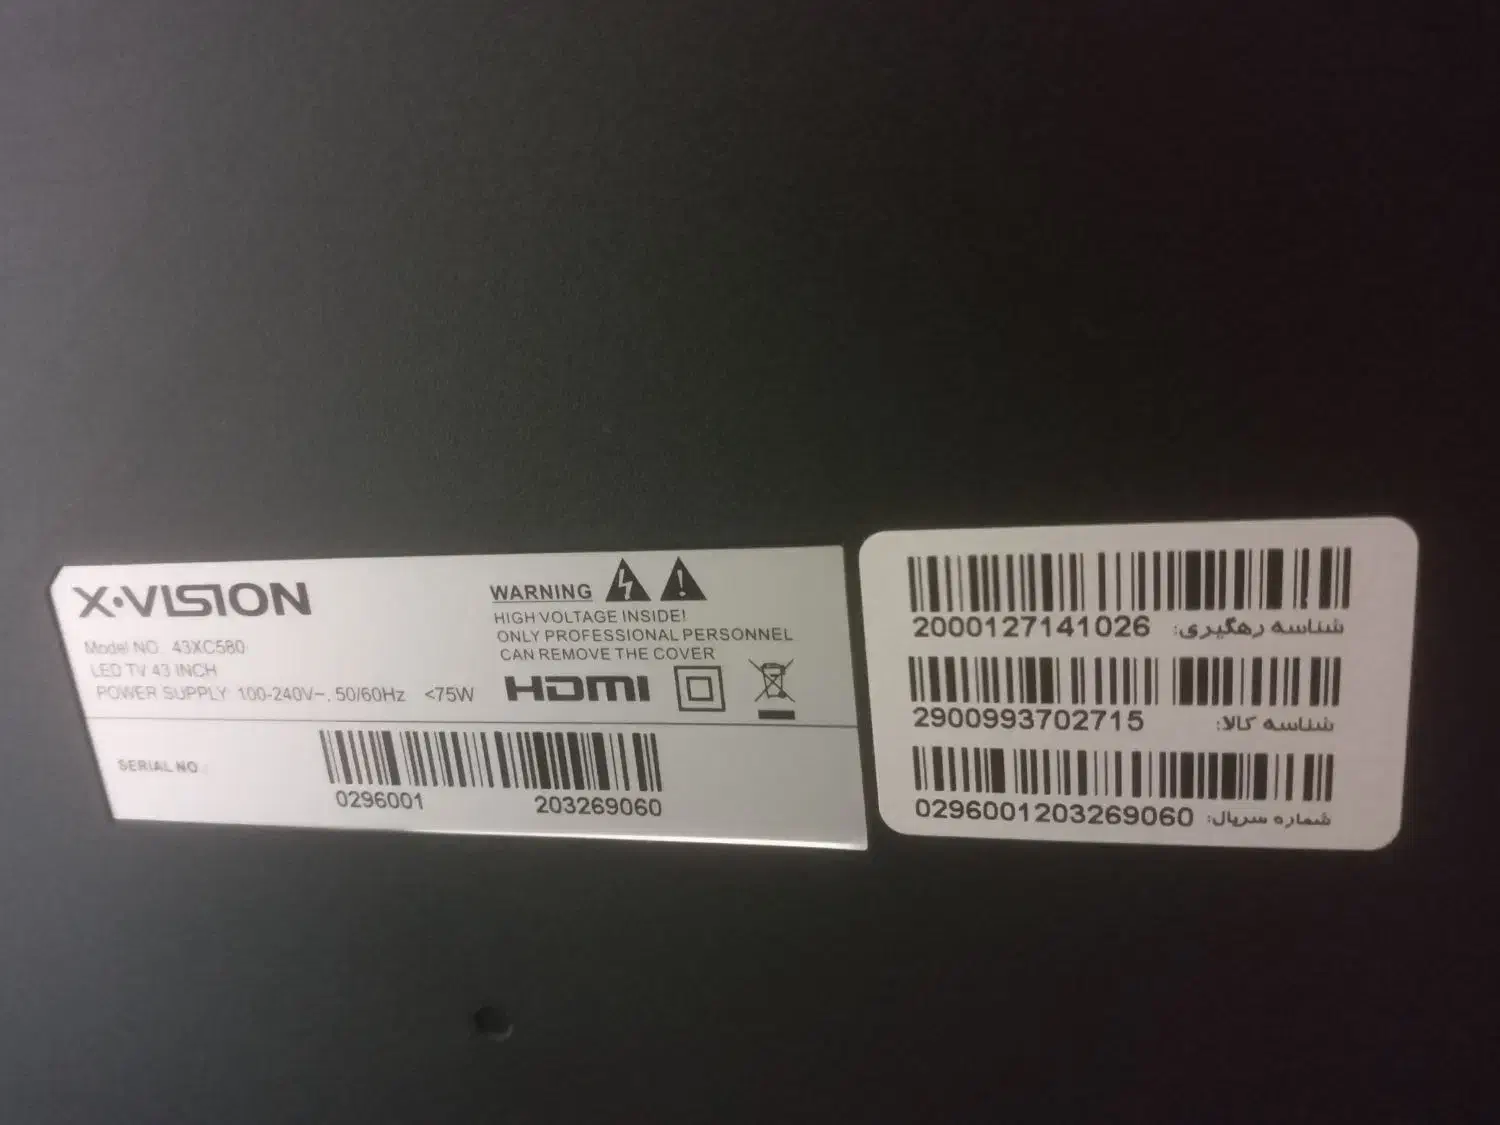 X·VISION
Model NO. 43XC580
LED TV 43 INCH
POWER SUPPLY 100-240V~, 50/60Hz <75W
WARNING
HIGH VOLTAGE INSIDE!
ONLY PROFESSIONAL PERSONNEL
CAN REMOVE THE COVER
HDMI
SERIAL NO.:
0296001 203269060
شناسه رهگیری: 2000127141026
شناسه کالا: 2900993702715
شماره سریال: 0296001203269060